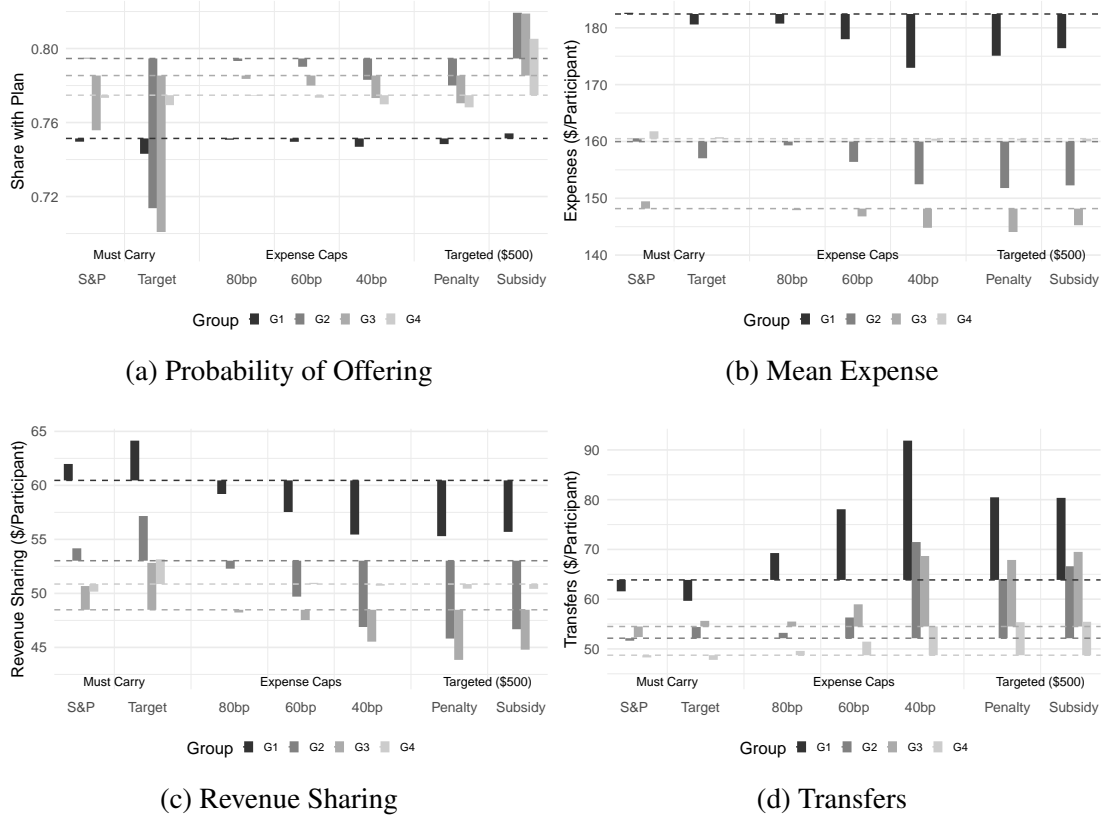 0.80
0.76
0.72
Share with Plan
Must Carry Expense Caps Targeted ($500)
S&P Target 80bp 60bp 40bp Penalty Subsidy
Group G1 G2 G3 G4
(a) Probability of Offering
180
170
160
150
140
Expenses ($/Participant)
Must Carry Expense Caps Targeted ($500)
S&P Target 80bp 60bp 40bp Penalty Subsidy
Group G1 G2 G3 G4
(b) Mean Expense
65
60
55
50
45
Revenue Sharing ($/Participant)
Must Carry Expense Caps Targeted ($500)
S&P Target 80bp 60bp 40bp Penalty Subsidy
Group G1 G2 G3 G4
(c) Revenue Sharing
90
80
70
60
50
Transfers ($/Participant)
Must Carry Expense Caps Targeted ($500)
S&P Target 80bp 60bp 40bp Penalty Subsidy
Group G1 G2 G3 G4
(d) Transfers